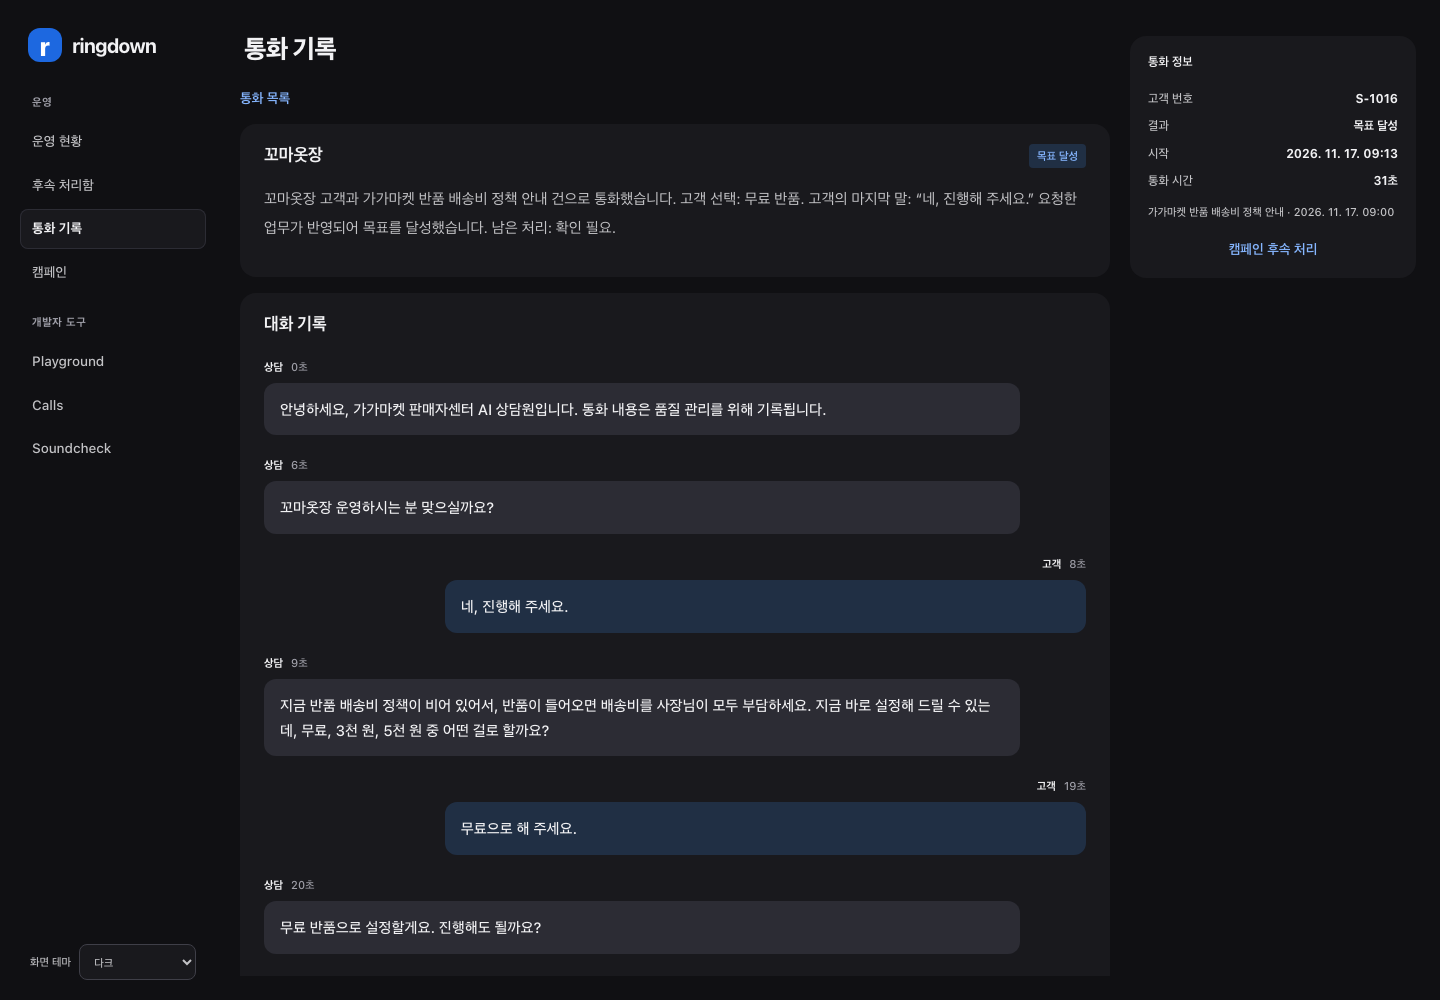 r
ringdown
운영
운영 현황
후속 처리함
통화 기록
캠페인
개발자 도구
Playground
Calls
Soundcheck
화면 테마
다크
통화 기록
통화 목록
꼬마옷장
목표 달성
꼬마옷장 고객과 가가마켓 반품 배송비 정책 안내 건으로 통화했습니다. 고객 선택: 무료 반품. 고객의 마지막 말: “네, 진행해 주세요.” 요청한
업무가 반영되어 목표를 달성했습니다. 남은 처리: 확인 필요.
대화 기록
상담 0초
안녕하세요, 가가마켓 판매자센터 AI 상담원입니다. 통화 내용은 품질 관리를 위해 기록됩니다.
상담 6초
꼬마옷장 운영하시는 분 맞으실까요?
고객 8초
네, 진행해 주세요.
상담 9초
지금 반품 배송비 정책이 비어 있어서, 반품이 들어오면 배송비를 사장님이 모두 부담하세요. 지금 바로 설정해 드릴 수 있는
데, 무료, 3천 원, 5천 원 중 어떤 걸로 할까요?
고객 19초
무료으로 해 주세요.
상담 20초
무료 반품으로 설정할게요. 진행해도 될까요?
통화 정보
고객 번호 S-1016
결과 목표 달성
시작 2026. 11. 17. 09:13
통화 시간 31초
가가마켓 반품 배송비 정책 안내 · 2026. 11. 17. 09:00
캠페인 후속 처리